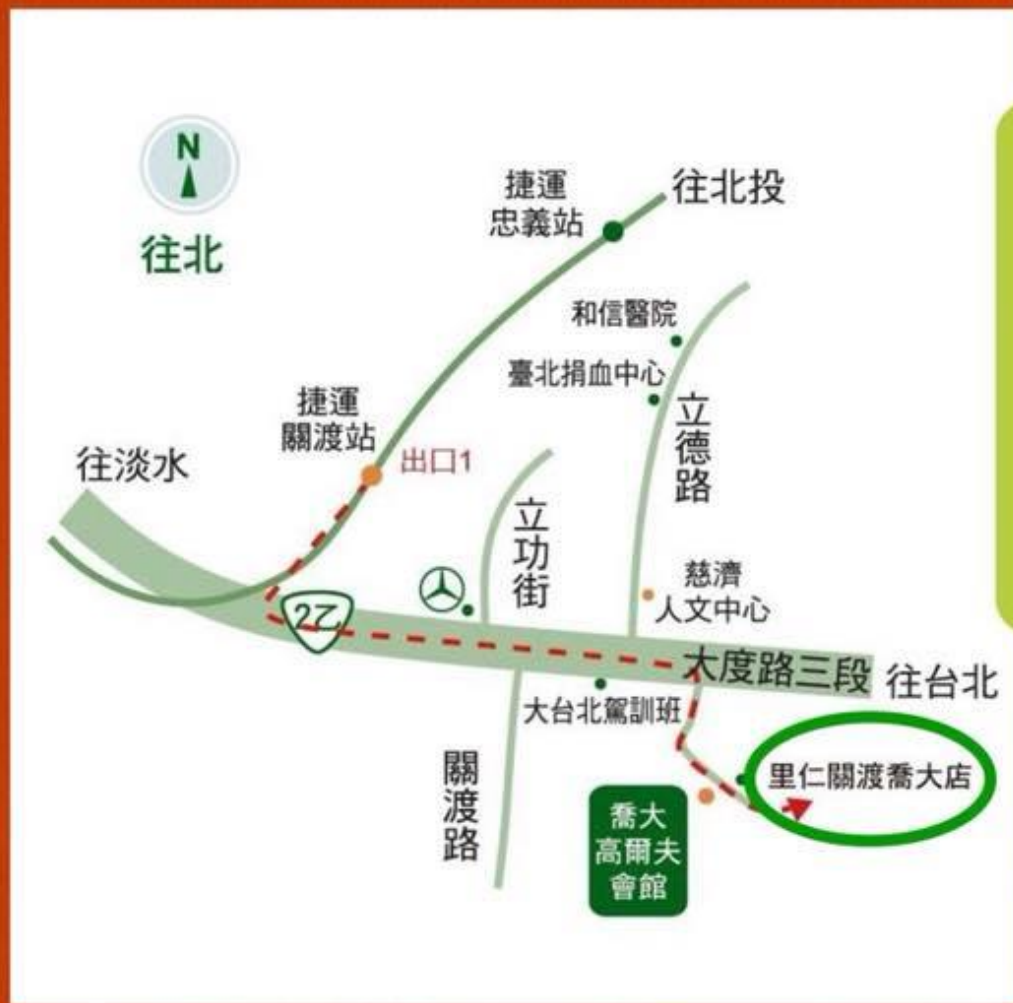 N
往北
捷運
忠義站
往北投
和信醫院
臺北捐血中心
立德路
捷運
關渡站
出口1
往淡水
立功街
慈濟
人文中心
2乙
大度路三段
往台北
大台北駕訓班
關渡路
里仁關渡喬大店
喬大
高爾夫
會館